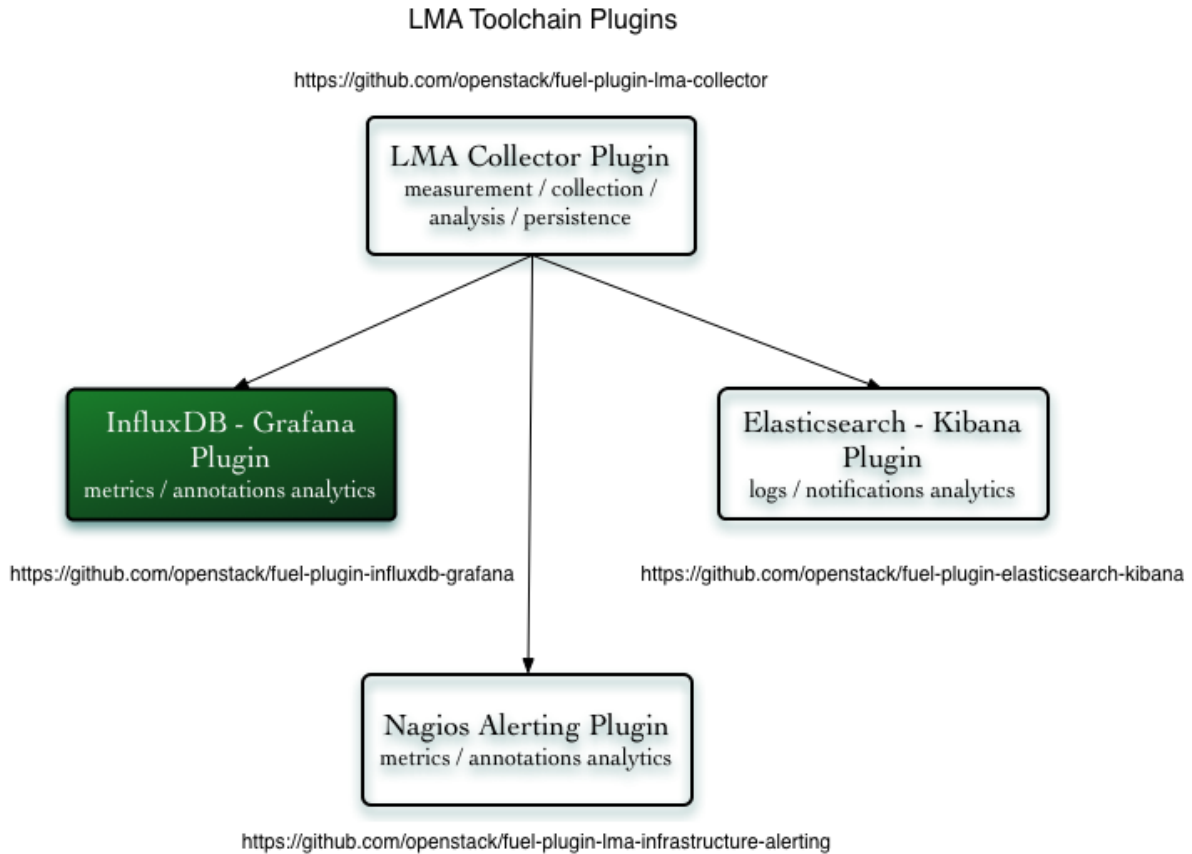 LMA Toolchain Plugins
https://github.com/openstack/fuel-plugin-lma-collector
LMA Collector Plugin
measurement / collection /
analysis / persistence
InfluxDB - Grafana
Plugin
metrics / annotations analytics
https://github.com/openstack/fuel-plugin-influxdb-grafana
Elasticsearch - Kibana
Plugin
logs / notifications analytics
https://github.com/openstack/fuel-plugin-elasticsearch-kibana
Nagios Alerting Plugin
metrics / annotations analytics
https://github.com/openstack/fuel-plugin-lma-infrastructure-alerting